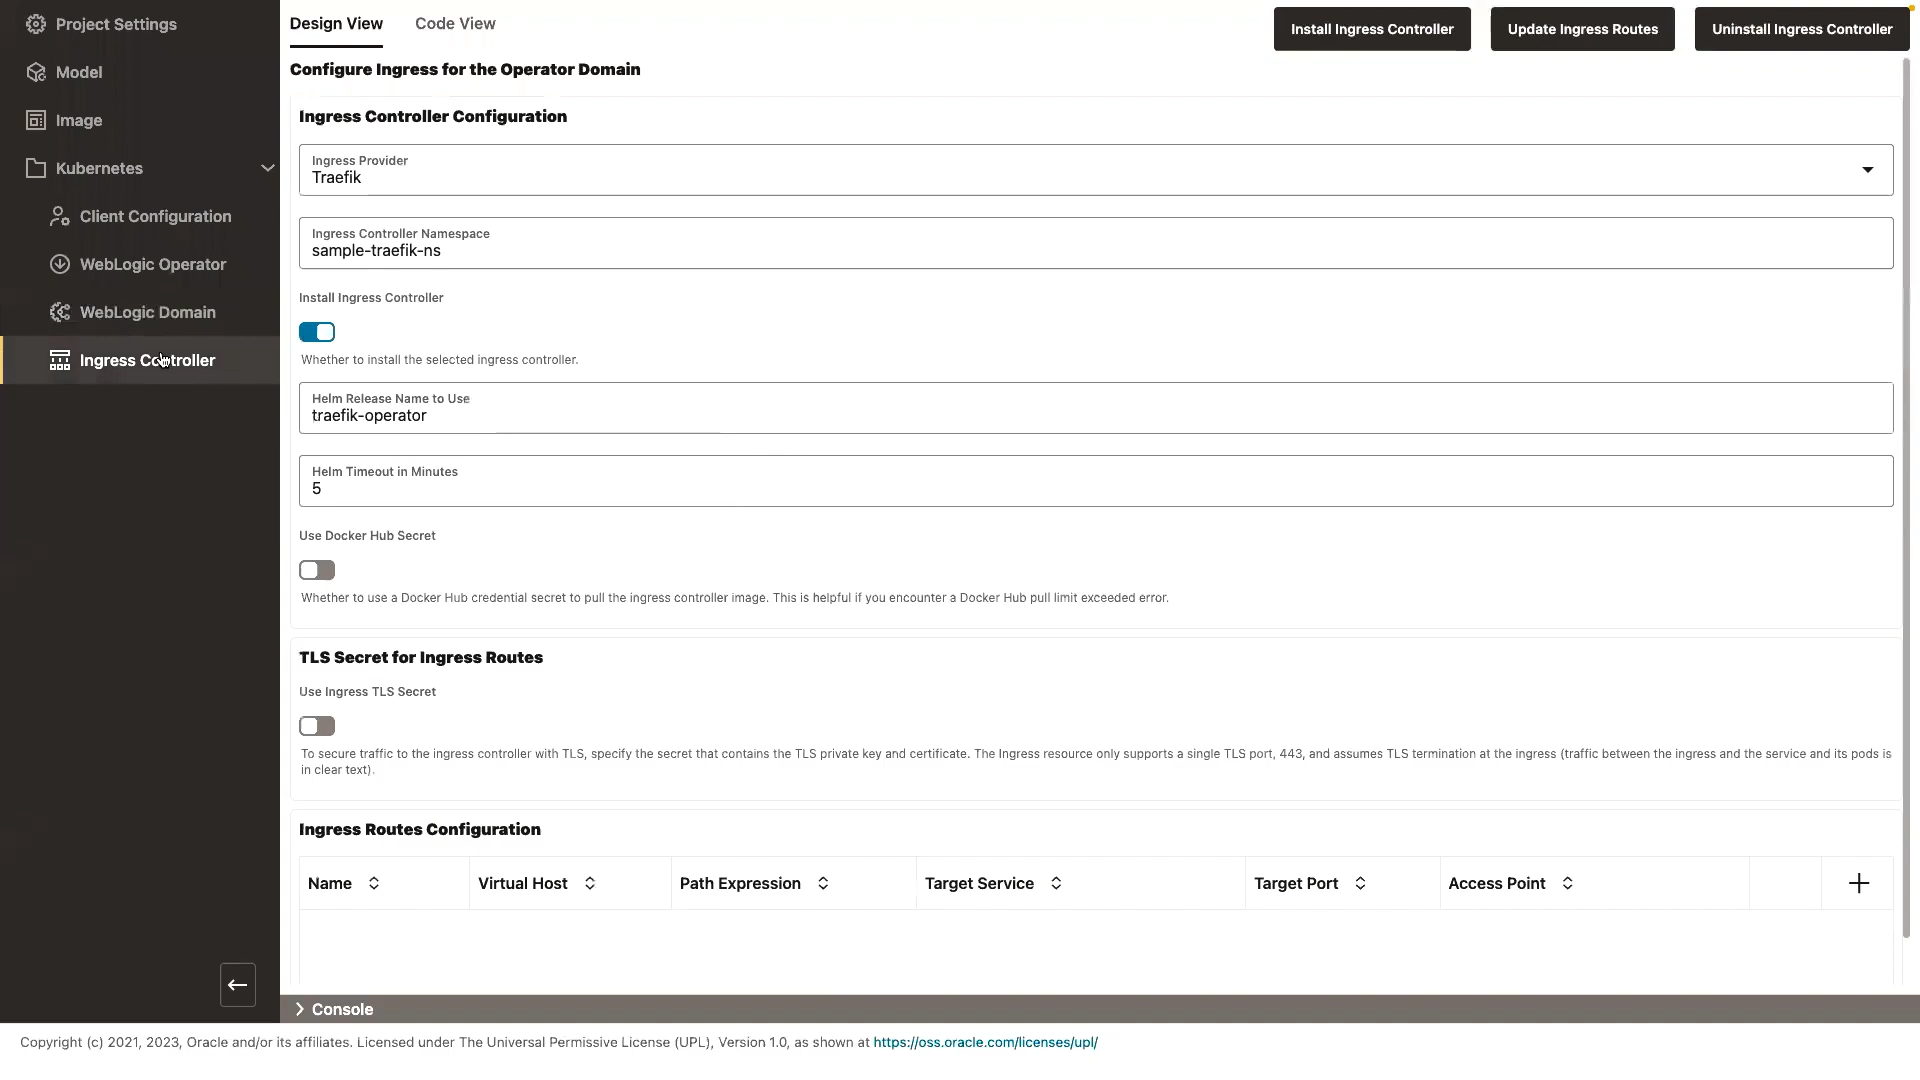 Project Settings
Model
Image
Kubernetes
Client Configuration
WebLogic Operator
WebLogic Domain
Ingress Controller
Design View
Code View
Install Ingress Controller
Update Ingress Routes
Uninstall Ingress Controller
Configure Ingress for the Operator Domain
Ingress Controller Configuration
Ingress Provider
Traefik
Ingress Controller Namespace
sample-traefik-ns
Install Ingress Controller
Whether to install the selected ingress controller.
Helm Release Name to Use
traefik-operator
Helm Timeout in Minutes
5
Use Docker Hub Secret
Whether to use a Docker Hub credential secret to pull the ingress controller image. This is helpful if you encounter a Docker Hub pull limit exceeded error.
TLS Secret for Ingress Routes
Use Ingress TLS Secret
To secure traffic to the ingress controller with TLS, specify the secret that contains the TLS private key and certificate. The Ingress resource only supports a single TLS port, 443, and assumes TLS termination at the ingress (traffic between the ingress and the service and its pods is
in clear text).
Ingress Routes Configuration
Name Virtual Host Path Expression Target Service Target Port Access Point
Console
Copyright (c) 2021, 2023, Oracle and/or its affiliates. Licensed under The Universal Permissive License (UPL), Version 1.0, as shown at https://oss.oracle.com/licenses/upl/